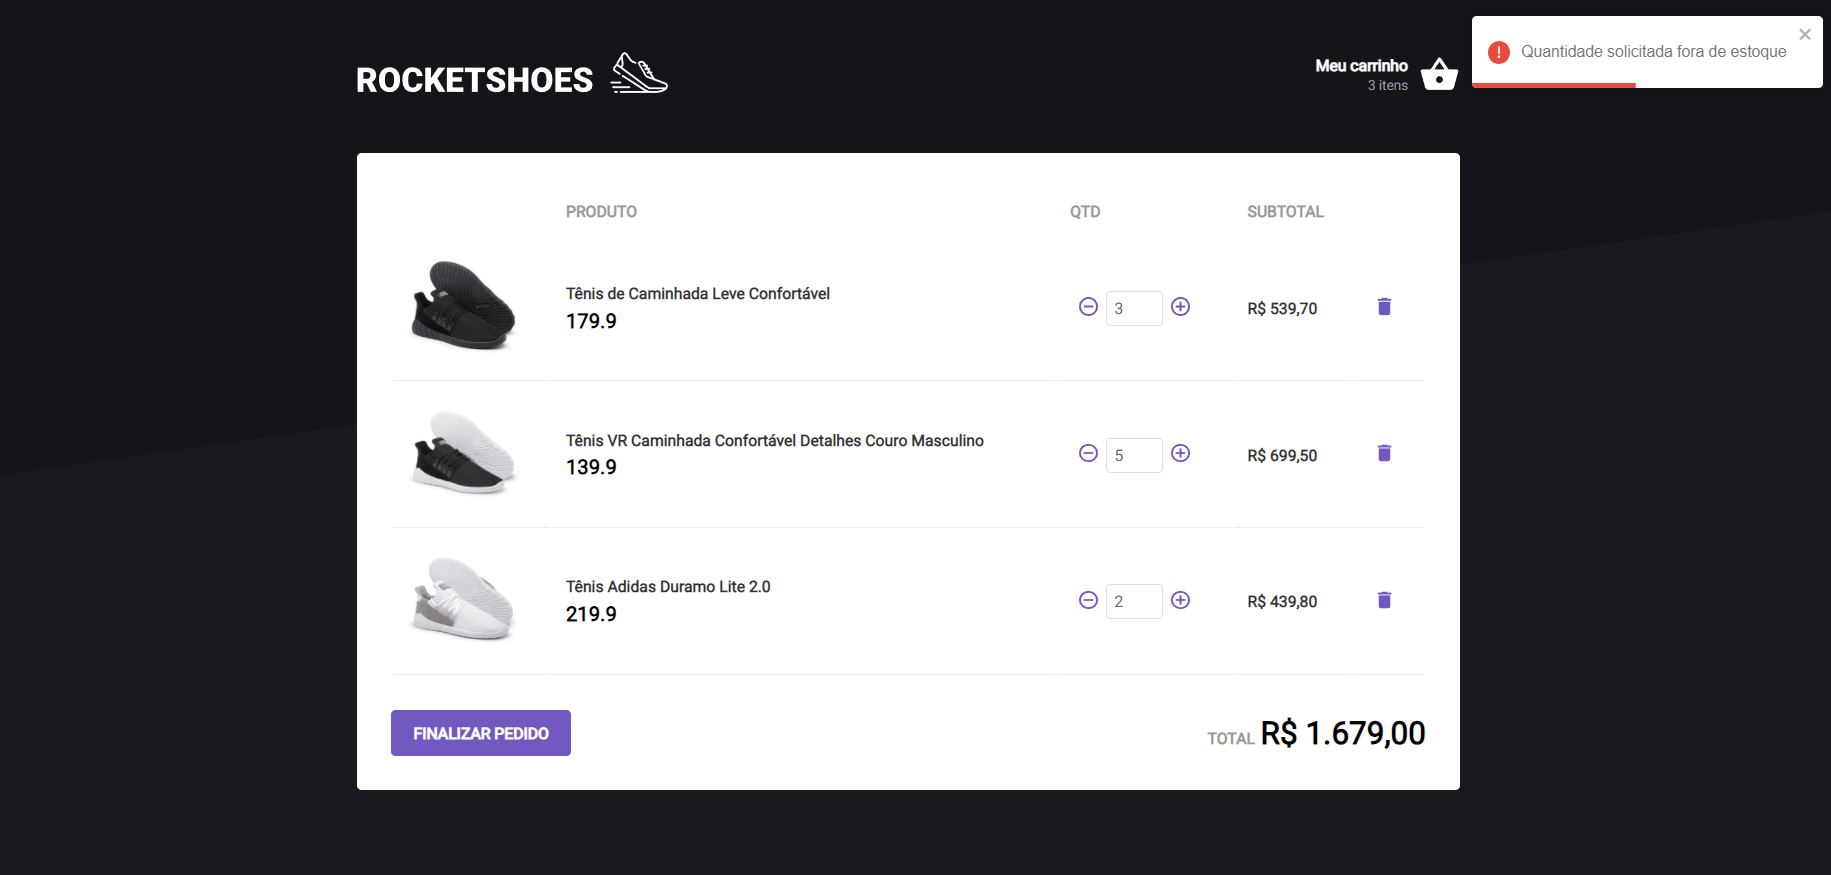 ROCKETSHOES
Meu carrinho
3 itens
Quantidade solicitada fora de estoque
PRODUTO QTD SUBTOTAL
Tênis de Caminhada Leve Confortável
179.9
3
R$ 539,70
Tênis VR Caminhada Confortável Detalhes Couro Masculino
139.9
5
R$ 699,50
Tênis Adidas Duramo Lite 2.0
219.9
2
R$ 439,80
FINALIZAR PEDIDO
TOTAL R$ 1.679,00